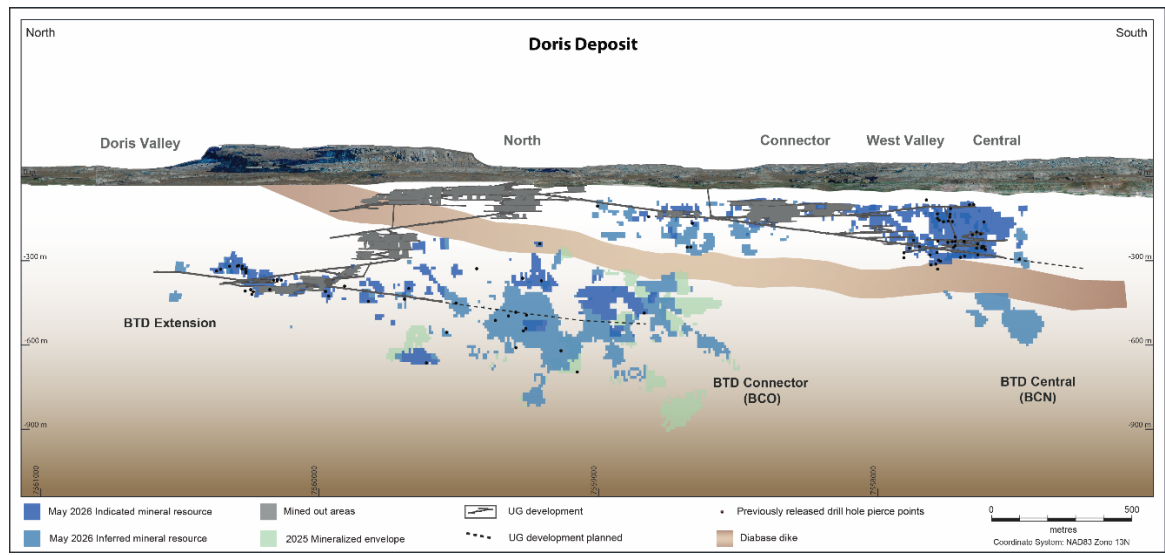 North
South
Doris Deposit
Doris Valley
North
Connector
West Valley
Central
0 m
0 m
-300 m
-300 m
BTD Extension
-600 m
-600 m
BTD Connector
(BCO)
BTD Central
(BCN)
-900 m
-900 m
7561000
7560000
7559000
7558000
May 2026 Indicated mineral resource
Mined out areas
UG development
Previously released drill hole pierce points
0
500
May 2026 Inferred mineral resource
2025 Mineralized envelope
UG development planned
Diabase dike
metres
Coordinate System: NAD83 Zone 13N